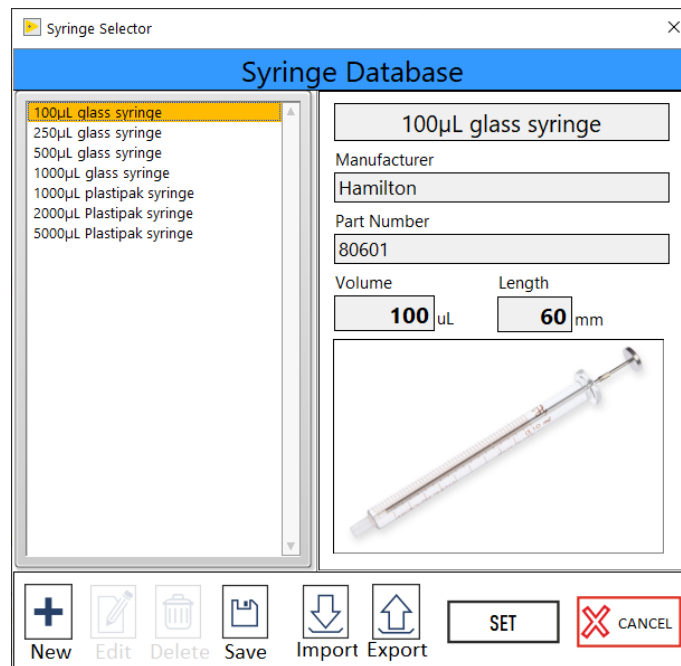 Syringe Selector
Syringe Database
100µL glass syringe
250µL glass syringe
500µL glass syringe
1000µL glass syringe
1000µL plastipak syringe
2000µL Plastipak syringe
5000µL Plastipak syringe
100µL glass syringe
Manufacturer
Hamilton
Part Number
80601
Volume Length
100 uL 60 mm
New Edit Delete Save Import Export SET CANCEL